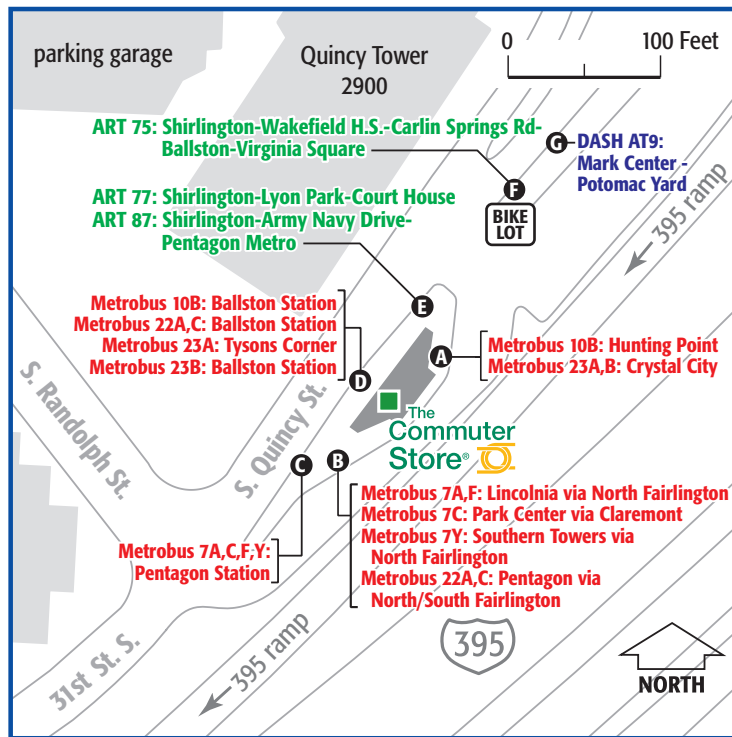 parking garage
Quincy Tower
2900
0 100 Feet
ART 75: Shirlington-Wakefield H.S.-Carlin Springs Rd-
Ballston-Virginia Square
G
DASH AT9:
Mark Center -
Potomac Yard
F
BIKE
LOT
ART 77: Shirlington-Lyon Park-Court House
ART 87: Shirlington-Army Navy Drive-
Pentagon Metro
395 ramp
E
Metrobus 10B: Ballston Station
Metrobus 22A,C: Ballston Station
Metrobus 23A: Tysons Corner
Metrobus 23B: Ballston Station
D
A
Metrobus 10B: Hunting Point
Metrobus 23A,B: Crystal City
S. Randolph St.
S. Quincy St.
The
Commuter
Store®
C
B
Metrobus 7A,F: Lincolnia via North Fairlington
Metrobus 7C: Park Center via Claremont
Metrobus 7Y: Southern Towers via
North Fairlington
Metrobus 22A,C: Pentagon via
North/South Fairlington
Metrobus 7A,C,F,Y:
Pentagon Station
31st St. S.
395 ramp
395
NORTH